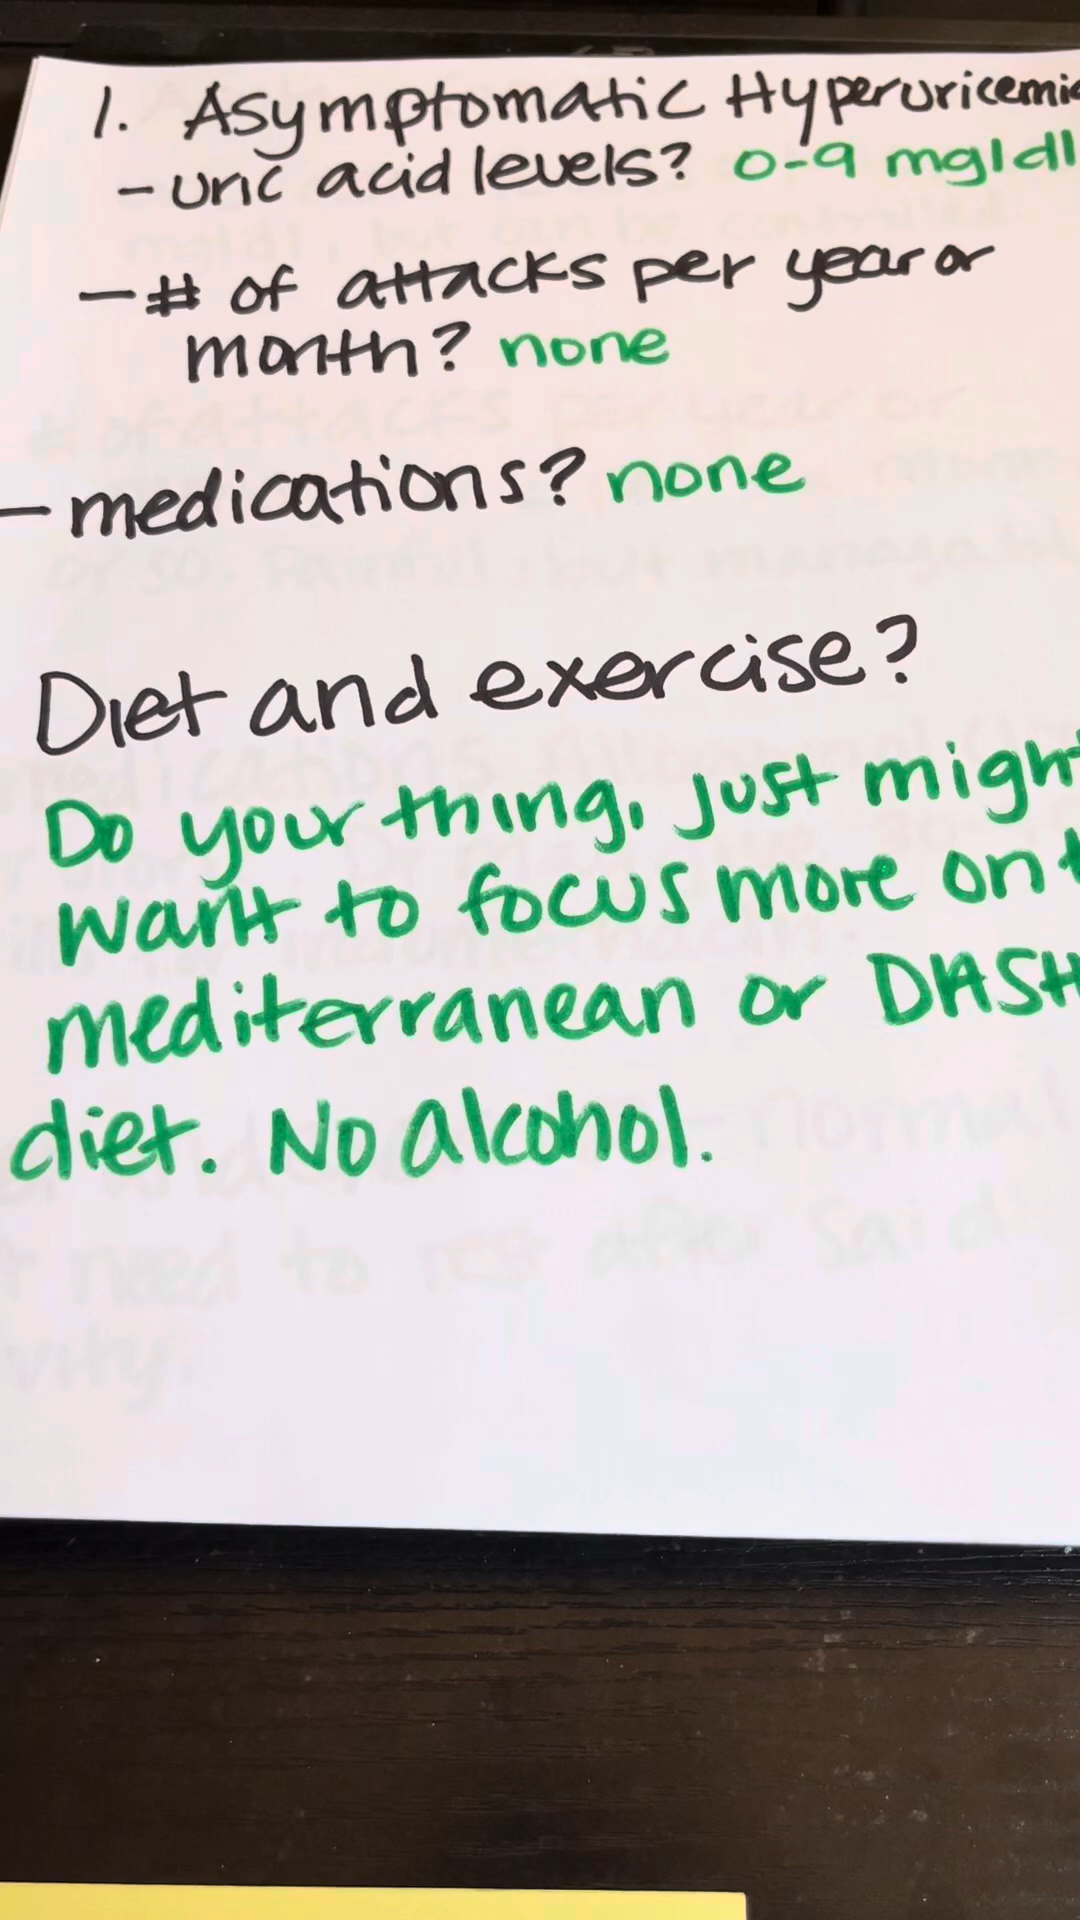 1. Asymptomatic Hyperuricemi
- uric acid levels? 0-9 mg/dl
- # of attacks per year or
month? none
- medications? none
Diet and exercise?
Do your thing, just might
want to focus more on t
mediterranean or DASH
diet. No alcohol.